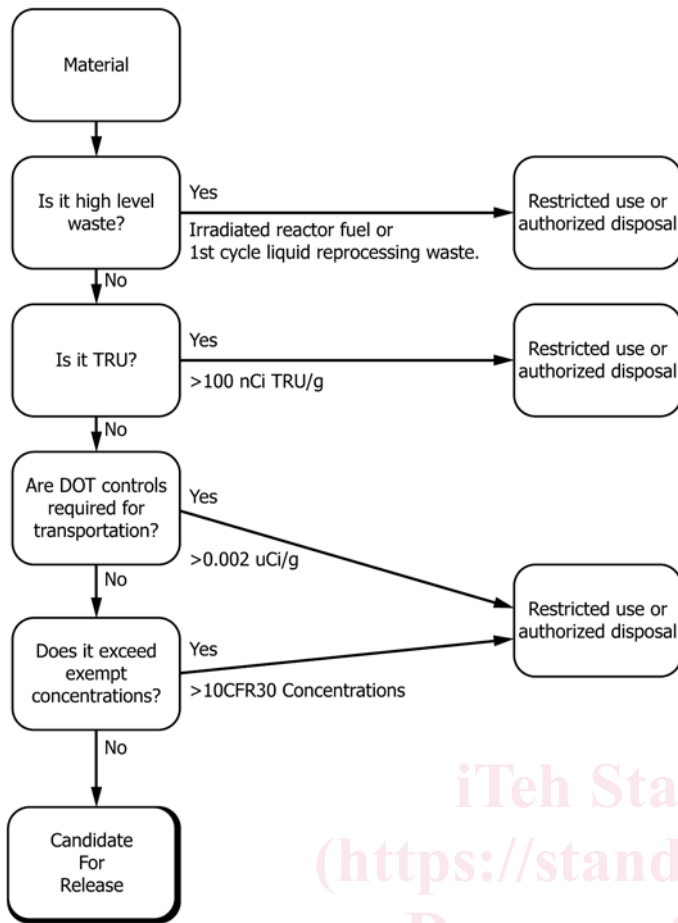 Material
Is it high level
waste?
Yes
Irradiated reactor fuel or
1st cycle liquid reprocessing waste.
Restricted use or
authorized disposal
No
Is it TRU?
Yes
>100 nCi TRU/g
Restricted use or
authorized disposal
No
Are DOT controls
required for
transportation?
Yes
>0.002 uCi/g
No
Restricted use or
authorized disposal
Does it exceed
exempt
concentrations?
Yes
>10CFR30 Concentrations
No
Candidate
For
Release
iTeh Sta
(https://stand